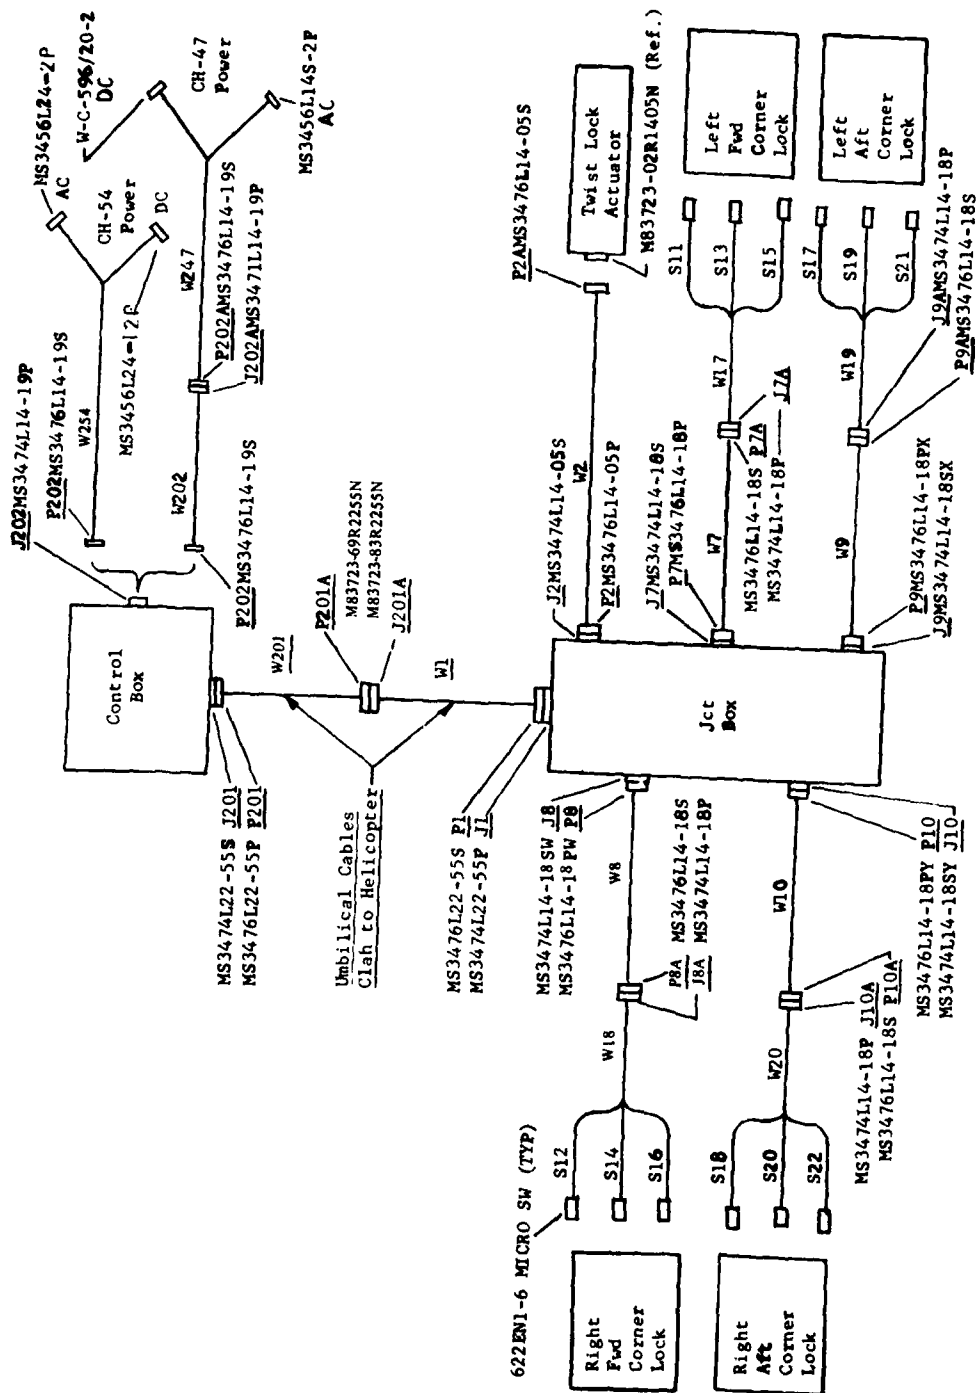 J202MS3474L14-19P
P202MS3476L14-19S
W254
MS3456L24-12P
MS3456L24-2P
AC
CH-54
Power
DC
W-C-596/20-2
DC
CH-47
Power
MS3456L14S-2P
AC
W247
P202AMS3476L14-19S
J202AMS3471L14-19P
W202
P202MS3476L14-19S
Control
Box
MS3474L22-55S J201
MS3476L22-55P P201
W201
P201A
M83723-69R2255N
M83723-83R2255N
J201A
W1
Umbilical Cables
Clah to Helicopter
MS3476L22-55S P1
MS3474L22-55P J1
Jct
Box
J2MS3474L14-05S
P2MS3476L14-05P
W2
P2AMS3476L14-05S
Twist Lock
Actuator
M83723-02R1405N (Ref.)
J7MS3474L14-18S
P7MS3476L14-18P
W7
MS3476L14-18S P7A
MS3474L14-18P J7A
W17
S11
S13
S15
Left
Fwd
Corner
Lock
P9MS3476L14-18PX
J9MS3474L14-18SX
W9
J9AMS3474L14-18P
P9AMS3476L14-18S
W19
S17
S19
S21
Left
Aft
Corner
Lock
MS3474L14-18SW J8
MS3476L14-18PW P8
W8
P8A MS3476L14-18S
J8A MS3474L14-18P
W18
622EN1-6 MICRO SW (TYP)
S12
S14
S16
Right
Fwd
Corner
Lock
MS3476L14-18PY P10
MS3474L14-18SY J10
W10
MS3474L14-18P J10A
MS3476L14-18S P10A
W20
S18
S20
S22
Right
Aft
Corner
Lock